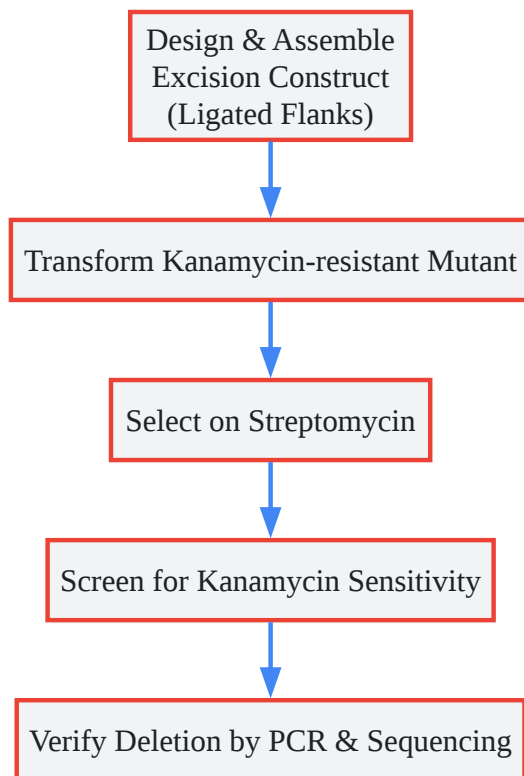 Design & Assemble
Excision Construct
(Ligated Flanks)
Transform Kanamycin-resistant Mutant
Select on Streptomycin
Screen for Kanamycin Sensitivity
Verify Deletion by PCR & Sequencing